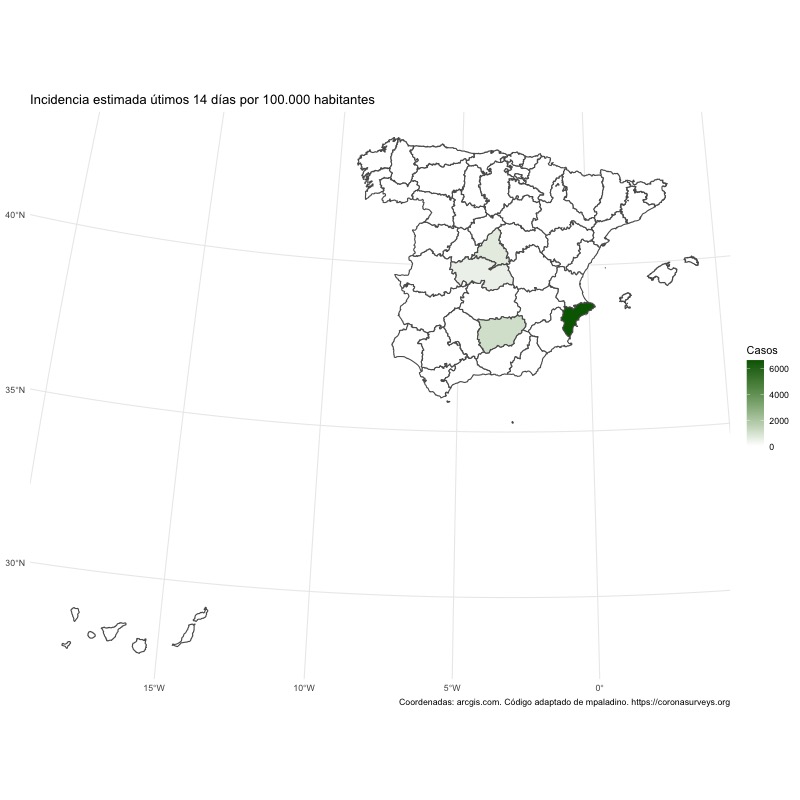 Incidencia estimada útimos 14 días por 100.000 habitantes
40°N
35°N
30°N
15°W
10°W
5°W
0°
Casos
6000
4000
2000
0
Coordenadas: arcgis.com. Código adaptado de mpaladino. https://coronasurveys.org